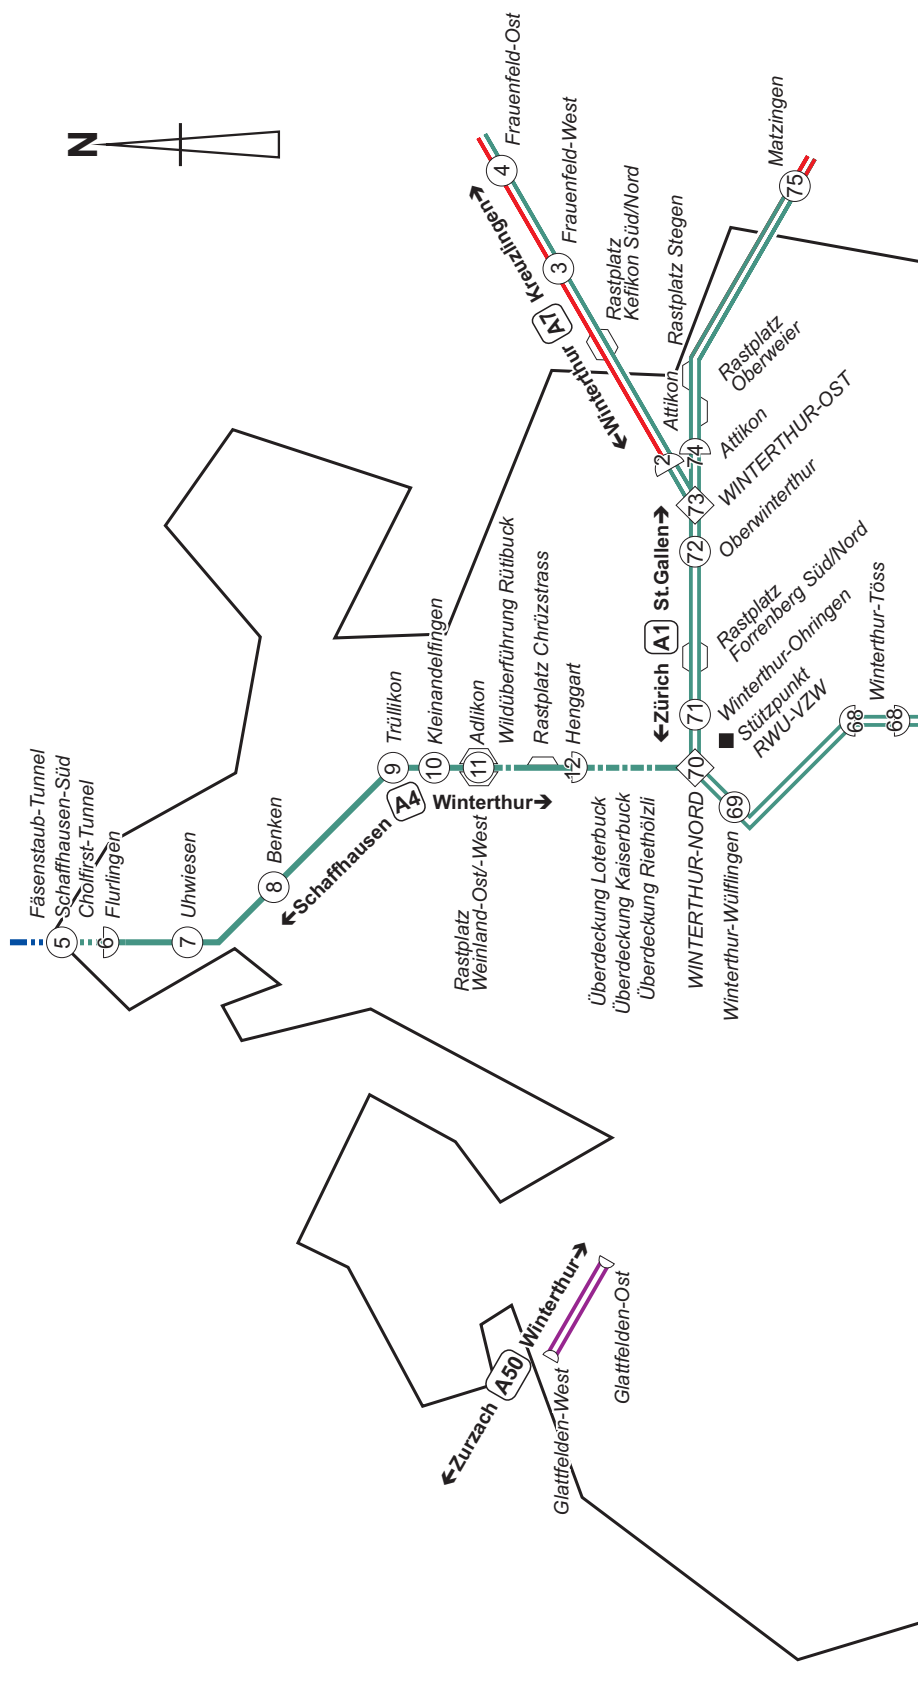 N
Fäsenstaub-Tunnel
5
Schaffhausen-Süd
Cholfirst-Tunnel
6
Flurlingen
7
Uhwiesen
8
Benken
←Schaffhausen
A4
Winterthur→
9
Trüllikon
10
Kleinandelfingen
11
Adlikon
Wildüberführung Rütibuck
Rastplatz
Weinland-Ost/-West
Rastplatz Chrüzstrass
12
Henggart
Überdeckung Loterbuck
Überdeckung Kaiserbuck
Überdeckung Riethölzli
70
WINTERTHUR-NORD
69
Winterthur-Wülflingen
68
68
Winterthur-Töss
71
Winterthur-Ohringen
Stützpunkt
RWU-VZW
←Zürich
A1
St.Gallen→
Rastplatz
Forrenberg Süd/Nord
72
Oberwinterthur
73
WINTERTHUR-OST
74
Attikon
2
Attikon
Rastplatz
Oberweier
Rastplatz Stegen
75
Matzingen
←Winterthur
A7
Kreuzlingen→
Rastplatz
Kefikon Süd/Nord
3
Frauenfeld-West
4
Frauenfeld-Ost
←Zurzach
A50
Winterthur→
Glattfelden-West
Glattfelden-Ost